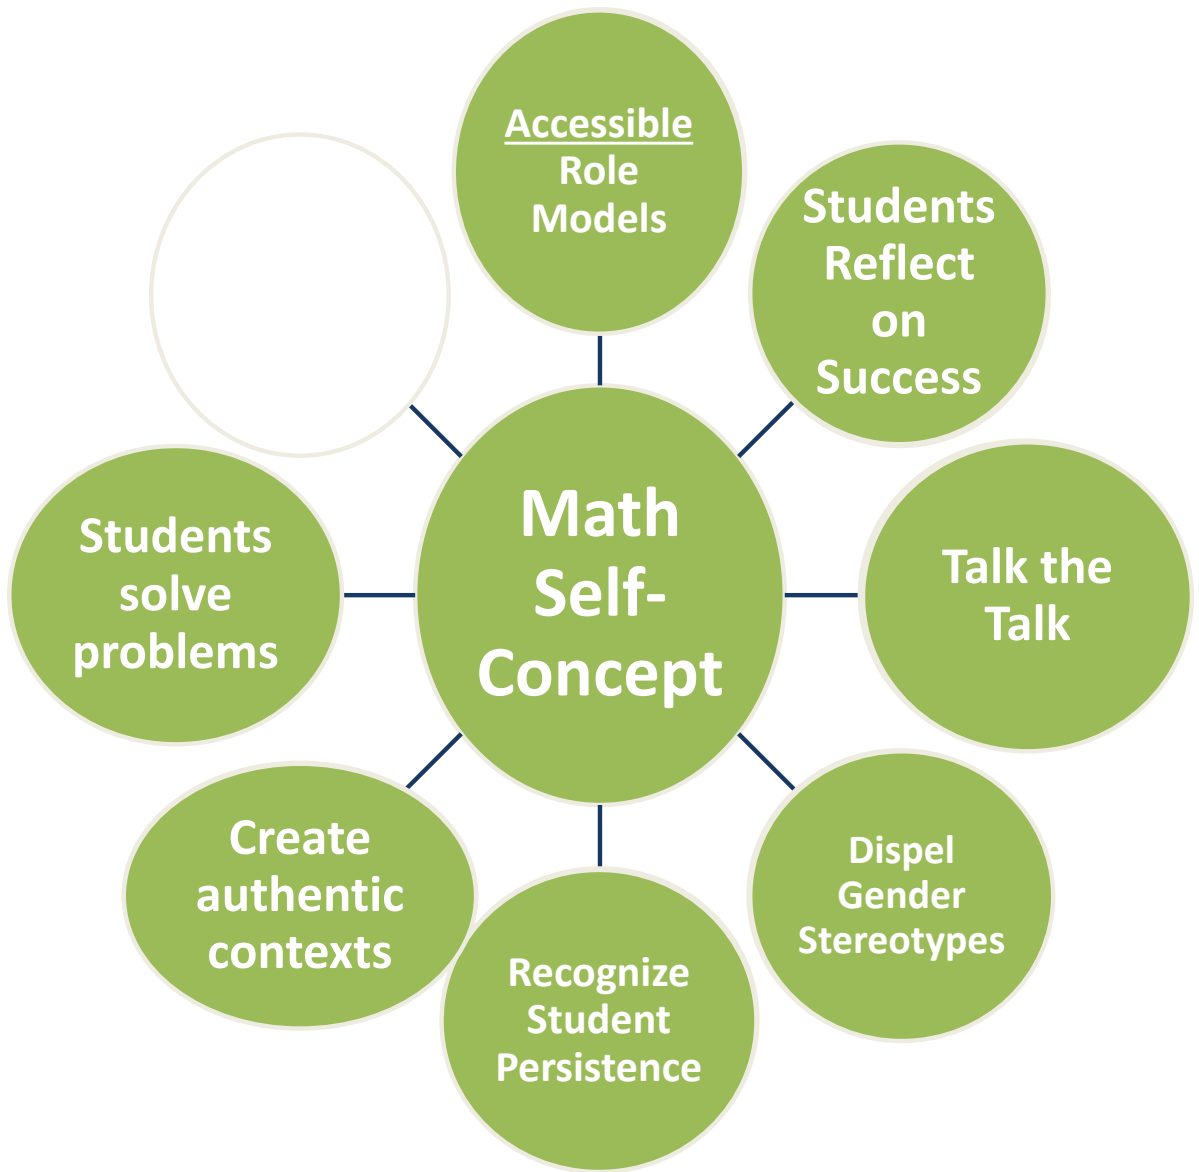 Accessible
Role
Models
Students
Reflect
on
Success
Talk the
Talk
Dispel
Gender
Stereotypes
Recognize
Student
Persistence
Create
authentic
contexts
Students
solve
problems
Math
Self-
Concept